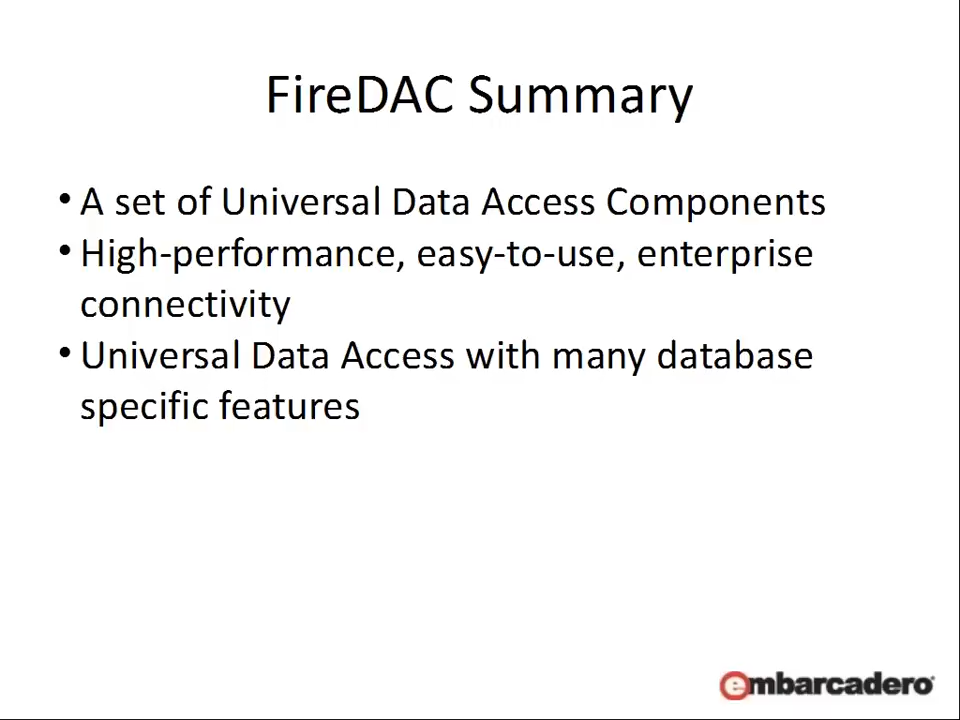 FireDAC Summary
• A set of Universal Data Access Components
• High-performance, easy-to-use, enterprise
connectivity
• Universal Data Access with many database
specific features
embarcadero